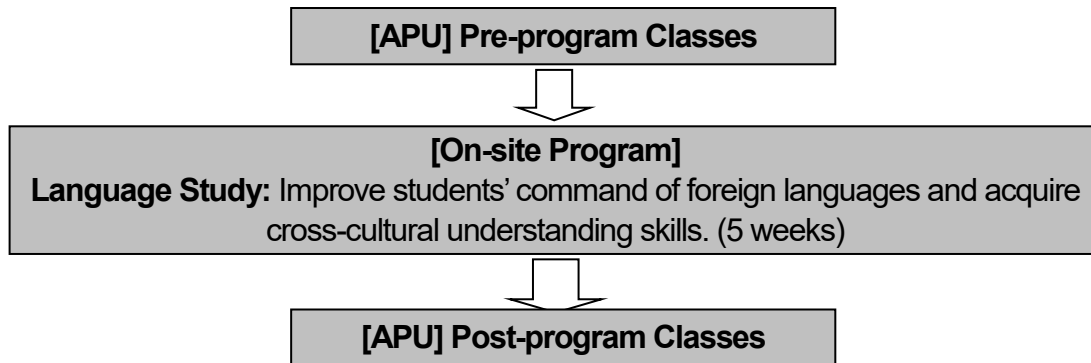 [APU] Pre-program Classes
[On-site Program]
Language Study: Improve students’ command of foreign languages and acquire
cross-cultural understanding skills. (5 weeks)
[APU] Post-program Classes